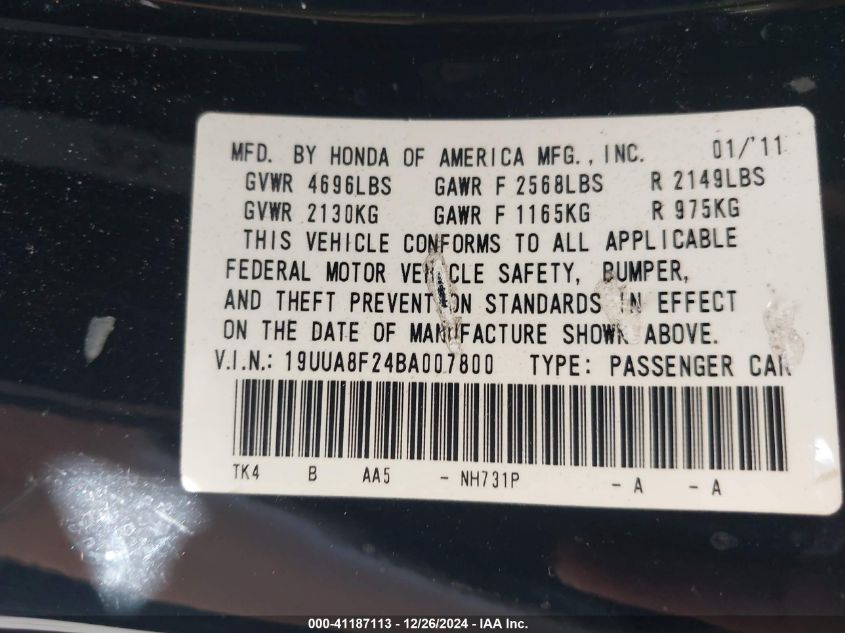 MFD. BY HONDA OF AMERICA MFG., INC. 01/'11
GVWR 4696LBS GAWR F 2568LBS R 2149LBS
GVWR 2130KG GAWR F 1165KG R 975KG
THIS VEHICLE CONFORMS TO ALL APPLICABLE
FEDERAL MOTOR VEHICLE SAFETY, BUMPER,
AND THEFT PREVENTION STANDARDS IN EFFECT
ON THE DATE OF MANUFACTURE SHOWN ABOVE.
V.I.N.: 19UUA8F24BA007800 TYPE: PASSENGER CAR
TK4 B AA5 - NH731P - A - A
000-41187113 - 12/26/2024 - IAA Inc.